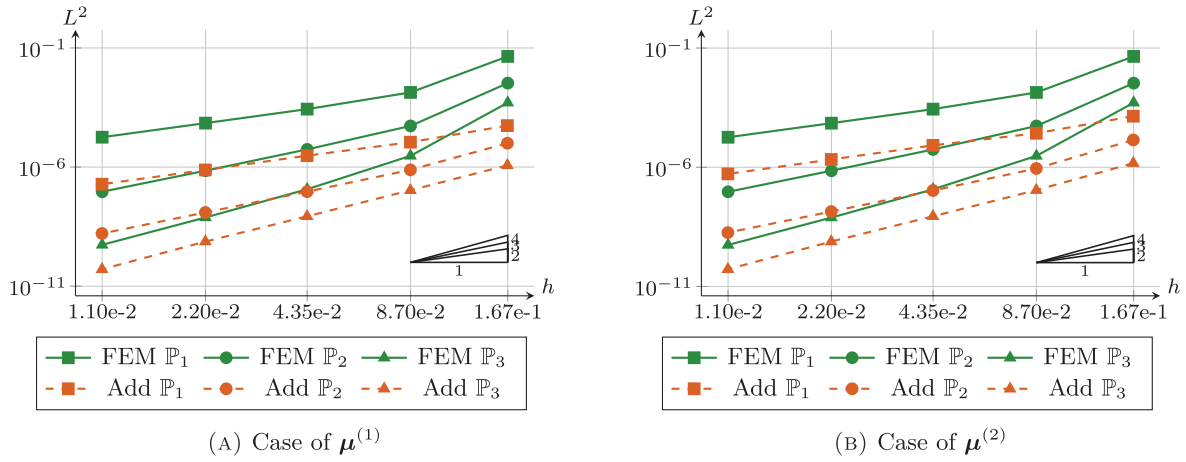 L²
10⁻¹
10⁻⁶
10⁻¹¹
4
3
2
1
h
1.10e-2 2.20e-2 4.35e-2 8.70e-2 1.67e-1
FEM ℙ₁ FEM ℙ₂ FEM ℙ₃
Add ℙ₁ Add ℙ₂ Add ℙ₃
(A) Case of μ⁽¹⁾
L²
10⁻¹
10⁻⁶
10⁻¹¹
4
3
2
1
h
1.10e-2 2.20e-2 4.35e-2 8.70e-2 1.67e-1
FEM ℙ₁ FEM ℙ₂ FEM ℙ₃
Add ℙ₁ Add ℙ₂ Add ℙ₃
(B) Case of μ⁽²⁾